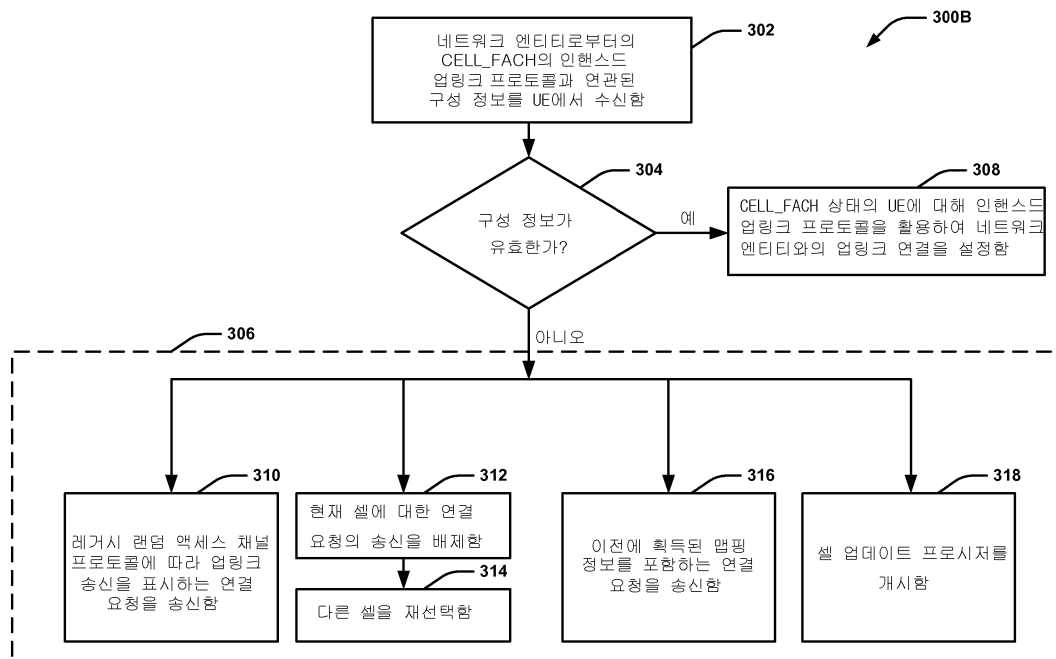 300B
302
네트워크 엔티티로부터의
CELL_FACH의 인핸스드
업링크 프로토콜과 연관된
구성 정보를 UE에서 수신함
304
구성 정보가
유효한가?
예
308
CELL_FACH 상태의 UE에 대해 인핸스드
업링크 프로토콜을 활용하여 네트워크
엔티티와의 업링크 연결을 설정함
아니오
306
310
레거시 랜덤 액세스 채널
프로토콜에 따라 업링크
송신을 표시하는 연결
요청을 송신함
312
현재 셀에 대한 연결
요청의 송신을 배제함
314
다른 셀을 재선택함
316
이전에 획득된 맵핑
정보를 포함하는 연결
요청을 송신함
318
셀 업데이트 프로시저를
개시함